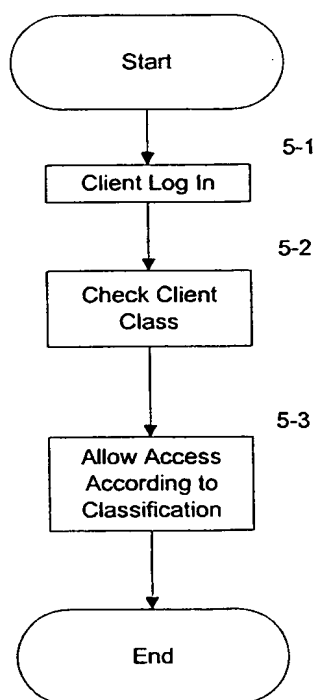 Start
5-1
Client Log In
5-2
Check Client
Class
5-3
Allow Access
According to
Classification
End